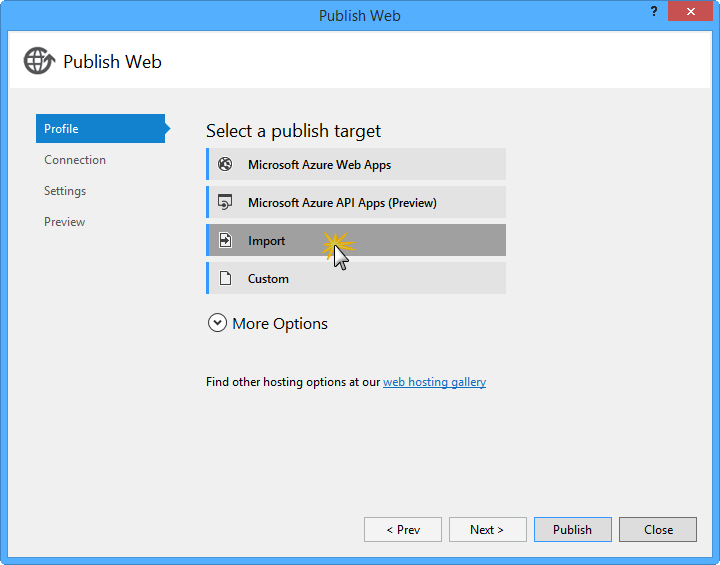 Publish Web
?
Publish Web
Profile
Connection
Settings
Preview
Select a publish target
Microsoft Azure Web Apps
Microsoft Azure API Apps (Preview)
Import
Custom
More Options
Find other hosting options at our web hosting gallery
< Prev
Next >
Publish
Close